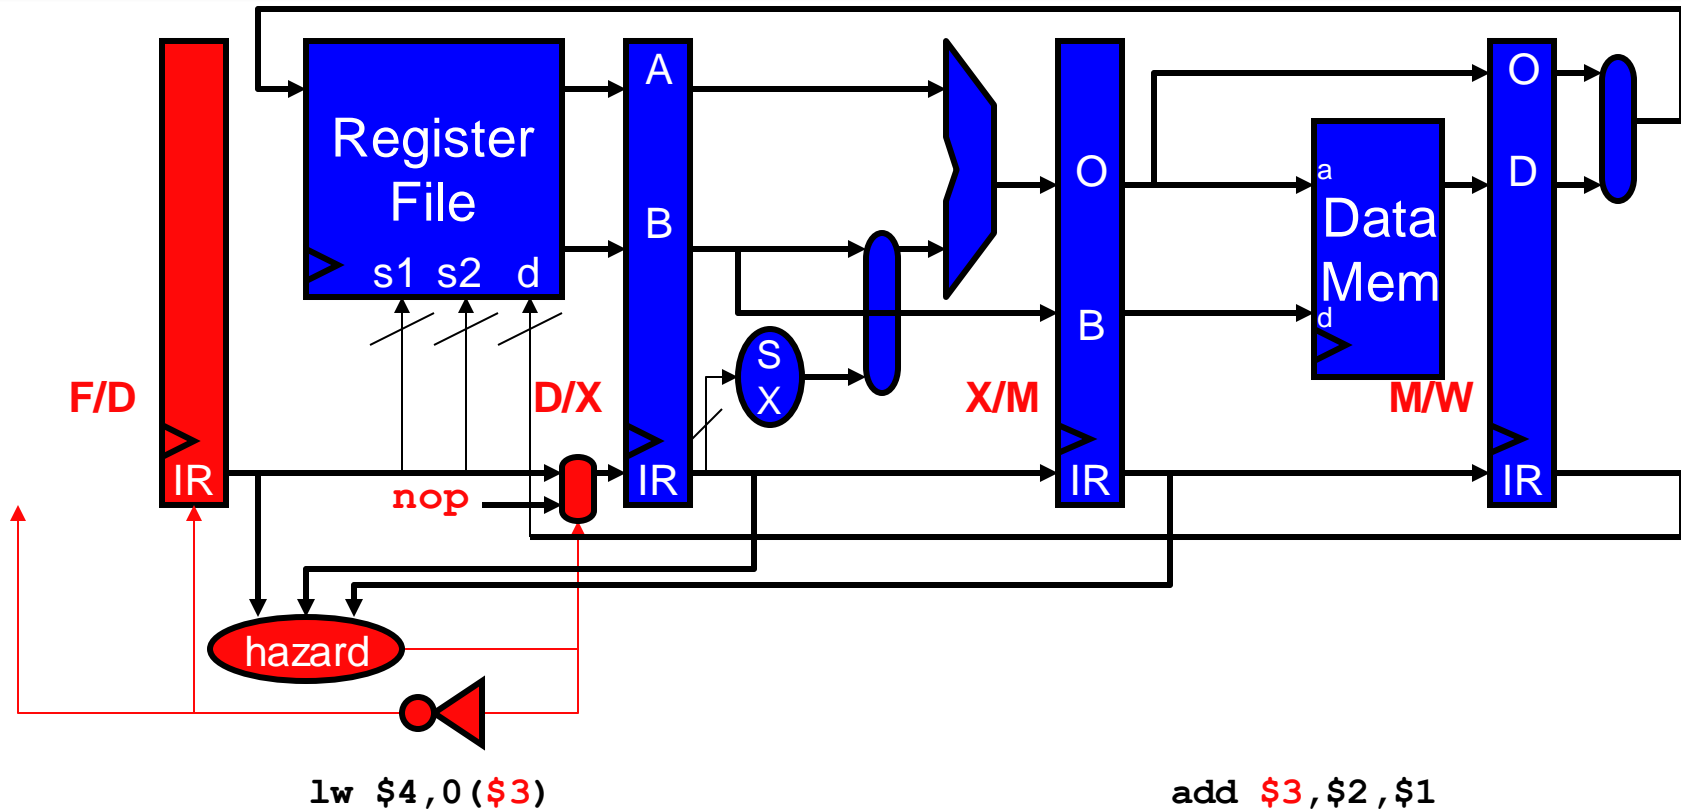 A
O
Register
File
O
a
D
B
Data
Mem
s1 s2 d
B
d
S
X
F/D
D/X
X/M
M/W
IR
nop
IR
IR
IR
hazard
lw $4,0($3)
add $3,$2,$1